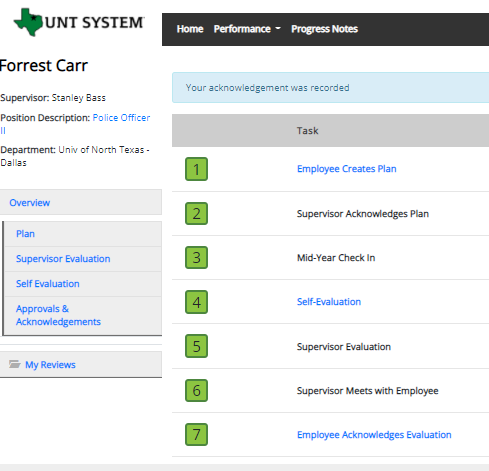 UNT SYSTEM
Home Performance Progress Notes
Forrest Carr
Supervisor: Stanley Bass
Position Description: Police Officer
II
Department: Univ of North Texas -
Dallas
Overview
Plan
Supervisor Evaluation
Self Evaluation
Approvals &
Acknowledgements
My Reviews
Your acknowledgement was recorded
Task
1 Employee Creates Plan
2 Supervisor Acknowledges Plan
3 Mid-Year Check In
4 Self-Evaluation
5 Supervisor Evaluation
6 Supervisor Meets with Employee
7 Employee Acknowledges Evaluation